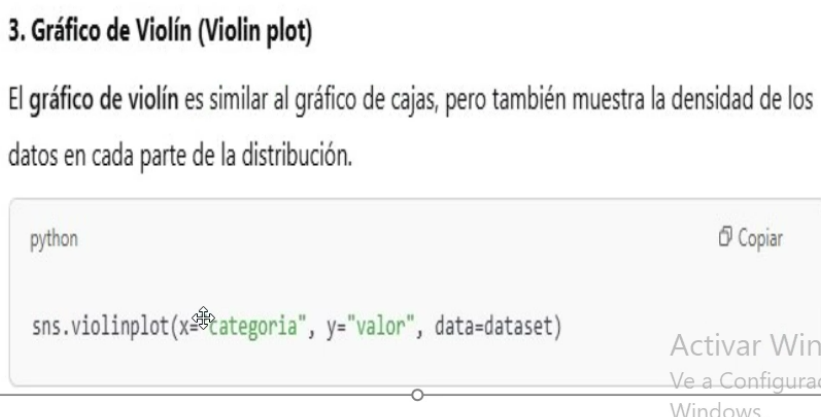 3. Gráfico de Violín (Violin plot)
El gráfico de violín es similar al gráfico de cajas, pero también muestra la densidad de los
datos en cada parte de la distribución.
python
Copiar
sns.violinplot(x="categoria", y="valor", data=dataset)
Activar Win
Ve a Configurac
Windows